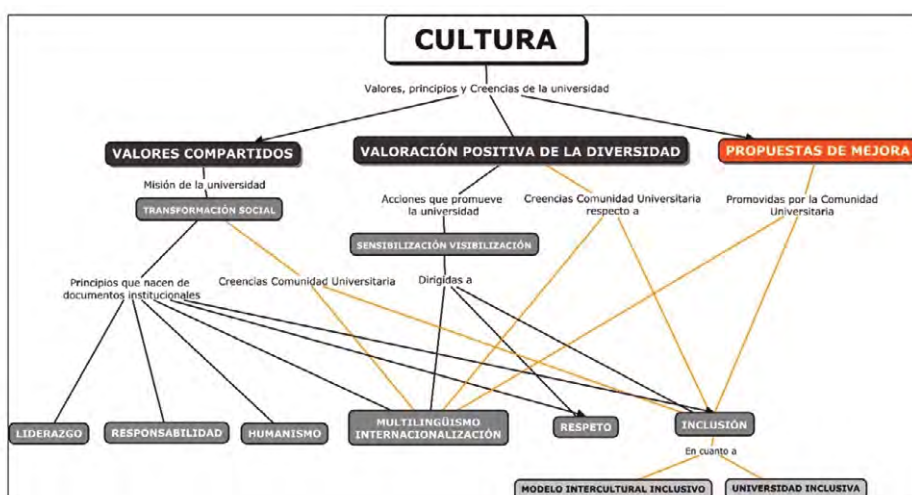 CULTURA
Valores, principios y Creencias de la universidad
VALORES COMPARTIDOS
VALORACIÓN POSITIVA DE LA DIVERSIDAD
PROPUESTAS DE MEJORA
Misión de la universidad
TRANSFORMACIÓN SOCIAL
Acciones que promueve
la universidad
Creencias Comunidad Universitaria
respecto a
Promovidas por la Comunidad
Universitaria
SENSIBILIZACIÓN VISIBILIZACIÓN
Principios que nacen de
documentos institucionales
Creencias Comunidad Universitaria
Dirigidas a
LIDERAZGO
RESPONSABILIDAD
HUMANISMO
MULTILINGÜISMO
INTERNACIONALIZACIÓN
RESPETO
INCLUSIÓN
En cuanto a
MODELO INTERCULTURAL INCLUSIVO
UNIVERSIDAD INCLUSIVA